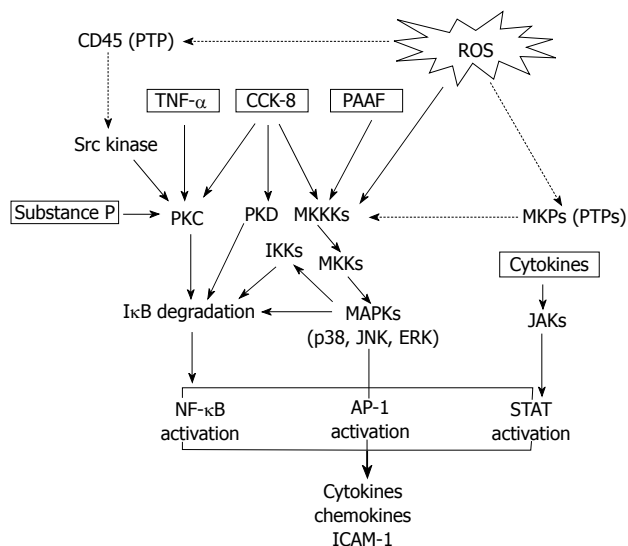 CD45 (PTP)
ROS
TNF-α
CCK-8
PAAF
Src kinase
Substance P
PKC
PKD
MKKKs
MKPs (PTPs)
IKKs
MKKs
Cytokines
IκB degradation
MAPKs
(p38, JNK, ERK)
JAKs
NF-κB
activation
AP-1
activation
STAT
activation
Cytokines
chemokines
ICAM-1